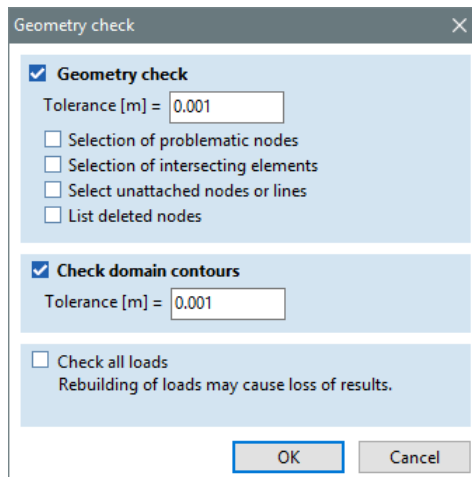 Geometry check
Geometry check
Tolerance [m] = 0.001
Selection of problematic nodes
Selection of intersecting elements
Select unattached nodes or lines
List deleted nodes
Check domain contours
Tolerance [m] = 0.001
Check all loads
Rebuilding of loads may cause loss of results.
OK Cancel